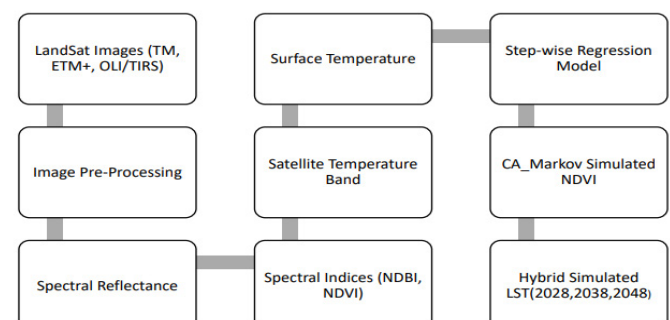 LandSat Images (TM,
ETM+, OLI/TIRS)
Image Pre-Processing
Spectral Reflectance
Spectral Indices (NDBI,
NDVI)
Satellite Temperature
Band
Surface Temperature
Step-wise Regression
Model
CA_Markov Simulated
NDVI
Hybrid Simulated
LST(2028,2038,2048)